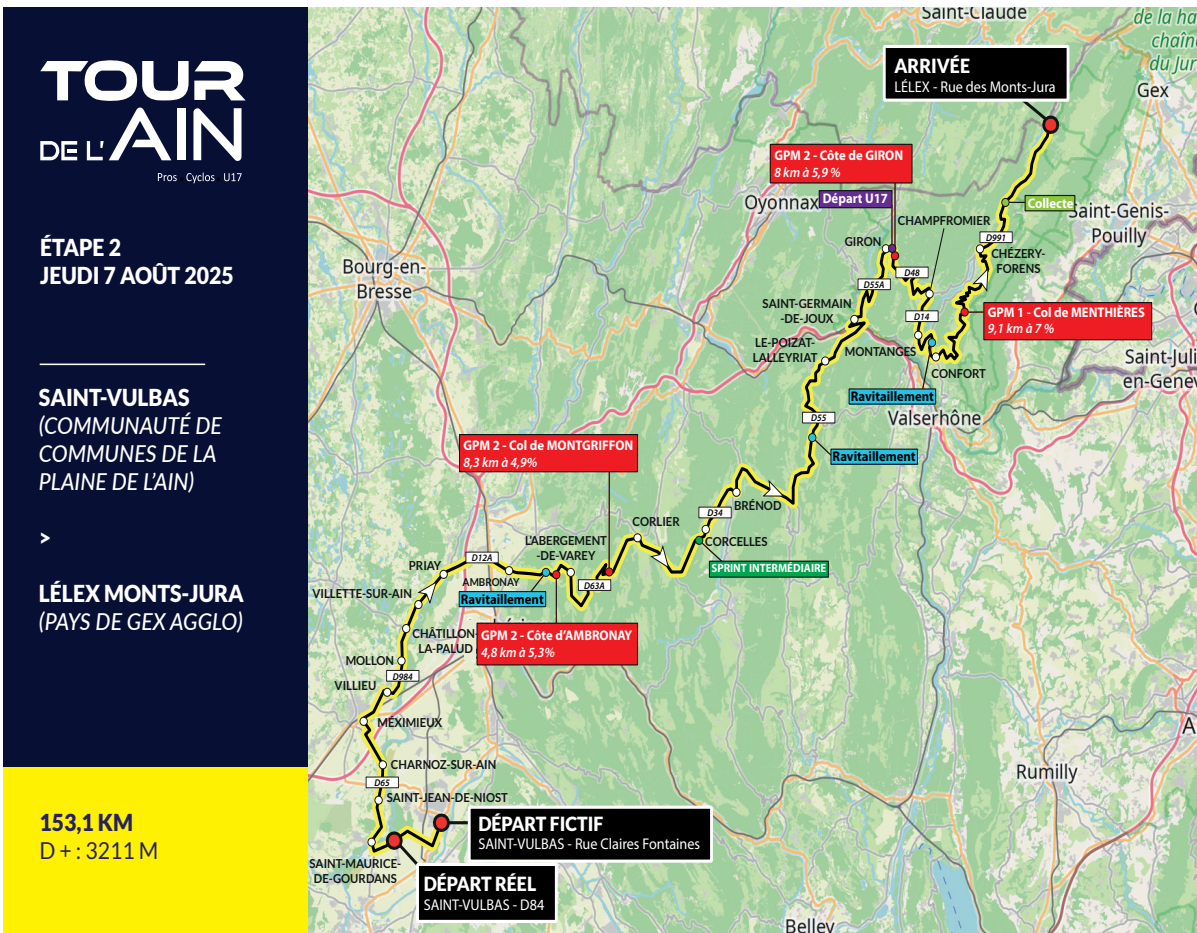 TOUR
DE L'AIN
Pros Cyclos U17
ÉTAPE 2
JEUDI 7 AOÛT 2025
SAINT-VULBAS
(COMMUNAUTÉ DE
COMMUNES DE LA
PLAINE DE L'AIN)
>
LÉLEX MONTS-JURA
(PAYS DE GEX AGGLO)
153,1 KM
D + : 3211 M
Saint-Claude
de la ha
chaîn
du Jur
ARRIVÉE
LÉLEX - Rue des Monts-Jura
Gex
GPM 2 - Côte de GIRON
8 km à 5,9 %
Oyonnax
Départ U17
Collecte
CHAMPFROMIER
Saint-Genis-
Pouilly
GIRON
D991
CHÉZERY-
FORENS
Bourg-en-
Bresse
D48
D55A
SAINT-GERMAIN
-DE-JOUX
D14
GPM 1 - Col de MENTHIÈRES
9,1 km à 7 %
LE-POIZAT-
LALLEYRIAT
MONTANGES
CONFORT
Saint-Juli
en-Genev
Ravitaillement
Valserhône
D55
GPM 2 - Col de MONTGRIFFON
8,3 km à 4,9%
Ravitaillement
BRÉNOD
D34
CORLIER
CORCELLES
L'ABERGEMENT
-DE-VAREY
SPRINT INTERMÉDIAIRE
D12A
PRIAY
AMBRONAY
D63A
VILLETTE-SUR-AIN
Ravitaillement
CHÂTILLON-
LA-PALUD
GPM 2 - Côte d'AMBRONAY
4,8 km à 5,3%
MOLLON
D984
VILLIEU
MÉXIMIEUX
A
CHARNOZ-SUR-AIN
Rumilly
D65
SAINT-JEAN-DE-NIOST
DÉPART FICTIF
SAINT-VULBAS - Rue Claires Fontaines
SAINT-MAURICE-
DE-GOURDANS
DÉPART RÉEL
SAINT-VULBAS - D84
Belley